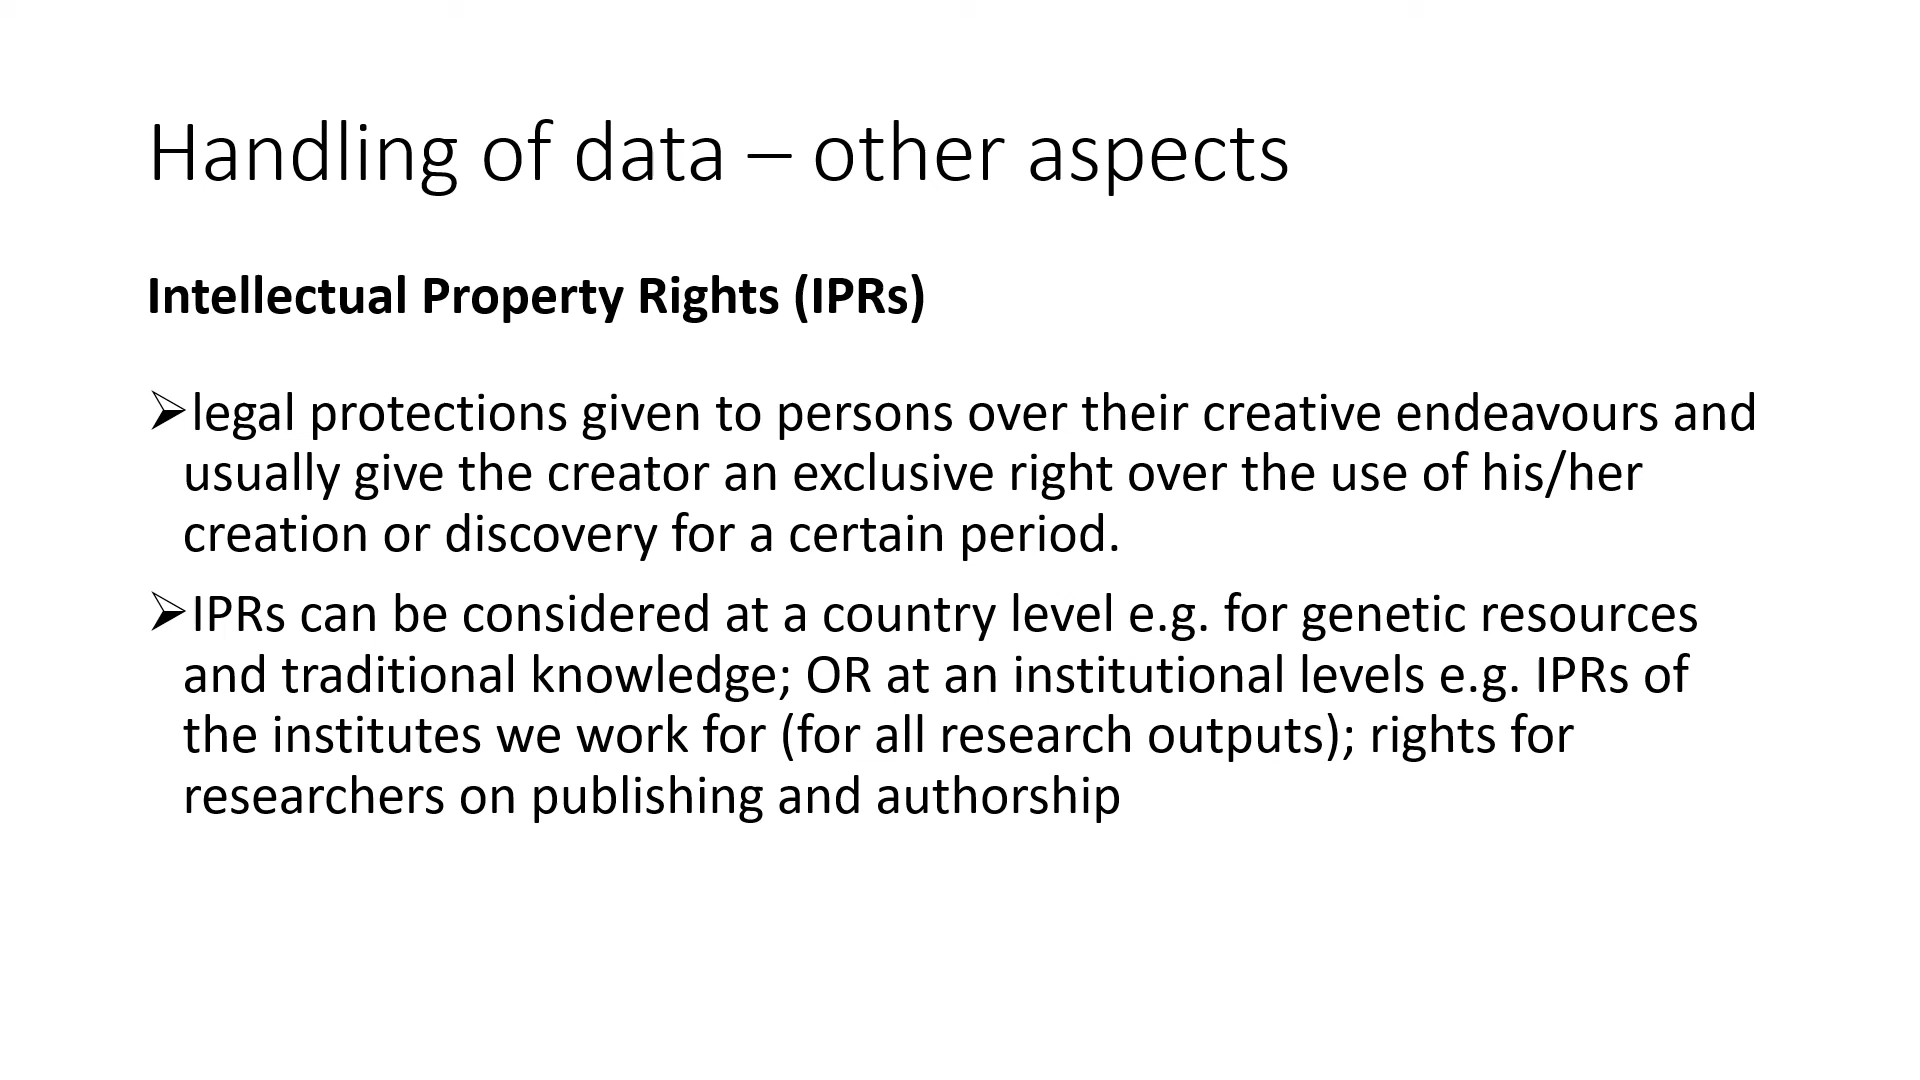 Handling of data – other aspects
Intellectual Property Rights (IPRs)
➢legal protections given to persons over their creative endeavours and
usually give the creator an exclusive right over the use of his/her
creation or discovery for a certain period.
➢IPRs can be considered at a country level e.g. for genetic resources
and traditional knowledge; OR at an institutional levels e.g. IPRs of
the institutes we work for (for all research outputs); rights for
researchers on publishing and authorship